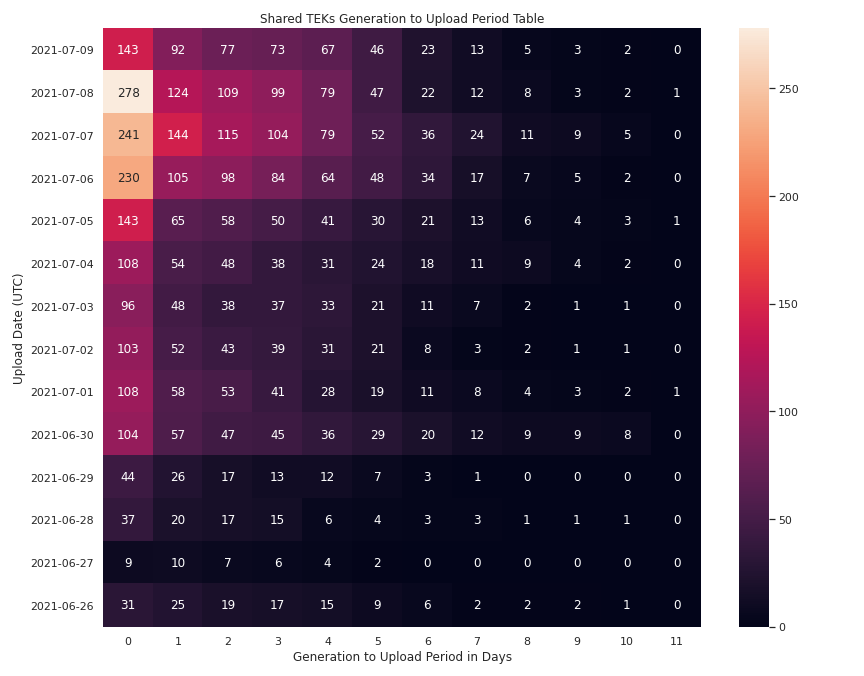 Shared TEKs Generation to Upload Period Table
Upload Date (UTC)
2021-07-09 143 92 77 73 67 46 23 13 5 3 2 0
2021-07-08 278 124 109 99 79 47 22 12 8 3 2 1
2021-07-07 241 144 115 104 79 52 36 24 11 9 5 0
2021-07-06 230 105 98 84 64 48 34 17 7 5 2 0
2021-07-05 143 65 58 50 41 30 21 13 6 4 3 1
2021-07-04 108 54 48 38 31 24 18 11 9 4 2 0
2021-07-03 96 48 38 37 33 21 11 7 2 1 1 0
2021-07-02 103 52 43 39 31 21 8 3 2 1 1 0
2021-07-01 108 58 53 41 28 19 11 8 4 3 2 1
2021-06-30 104 57 47 45 36 29 20 12 9 9 8 0
2021-06-29 44 26 17 13 12 7 3 1 0 0 0 0
2021-06-28 37 20 17 15 6 4 3 3 1 1 1 0
2021-06-27 9 10 7 6 4 2 0 0 0 0 0 0
2021-06-26 31 25 19 17 15 9 6 2 2 2 1 0
0 1 2 3 4 5 6 7 8 9 10 11
Generation to Upload Period in Days
250
200
150
100
50
0